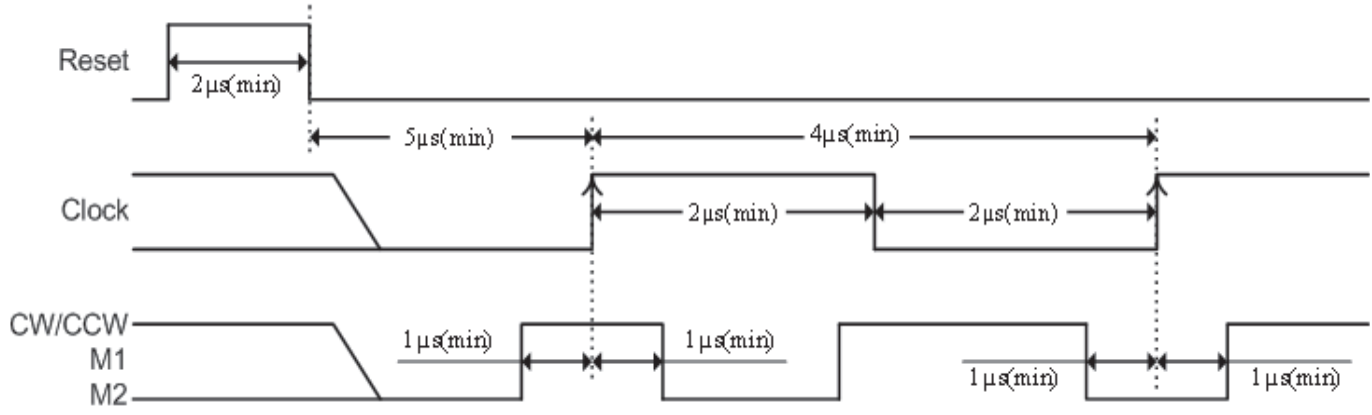 Reset
2μs(min)
5μs(min) 4μs(min)
Clock
2μs(min) 2μs(min)
CW/CCW
1μs(min) 1μs(min)
M1
1μs(min) 1μs(min)
M2